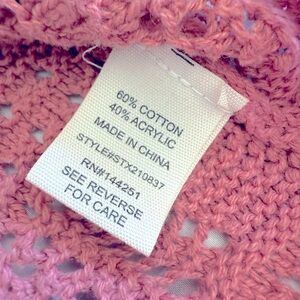 60% COTTON
40% ACRYLIC
MADE IN CHINA
STYLE#STX210837
RN#144251
SEE REVERSE
FOR CARE